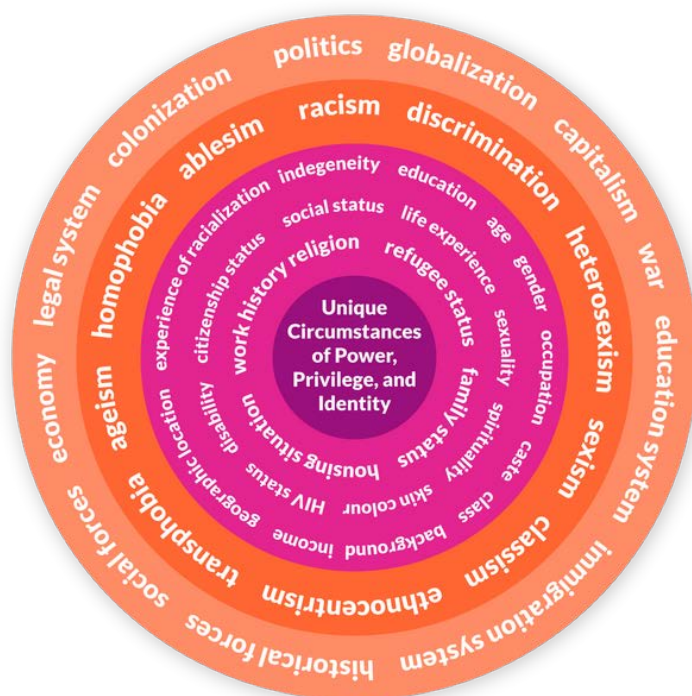 Unique
Circumstances
of Power,
Privilege, and
Identity
work history
religion
refugee status
family status
housing situation
citizenship status
social status
life experience
sexuality
spirituality
skin colour
HIV status
disability
experience of racialization
indegeneity
education
age
gender
occupation
caste
class
background
income
geographic location
homophobia
ablesim
racism
discrimination
heterosexism
sexism
classism
ethnocentrism
transphobia
ageism
legal system
colonization
politics
globalization
capitalism
war
education system
immigration system
historical forces
social forces
economy